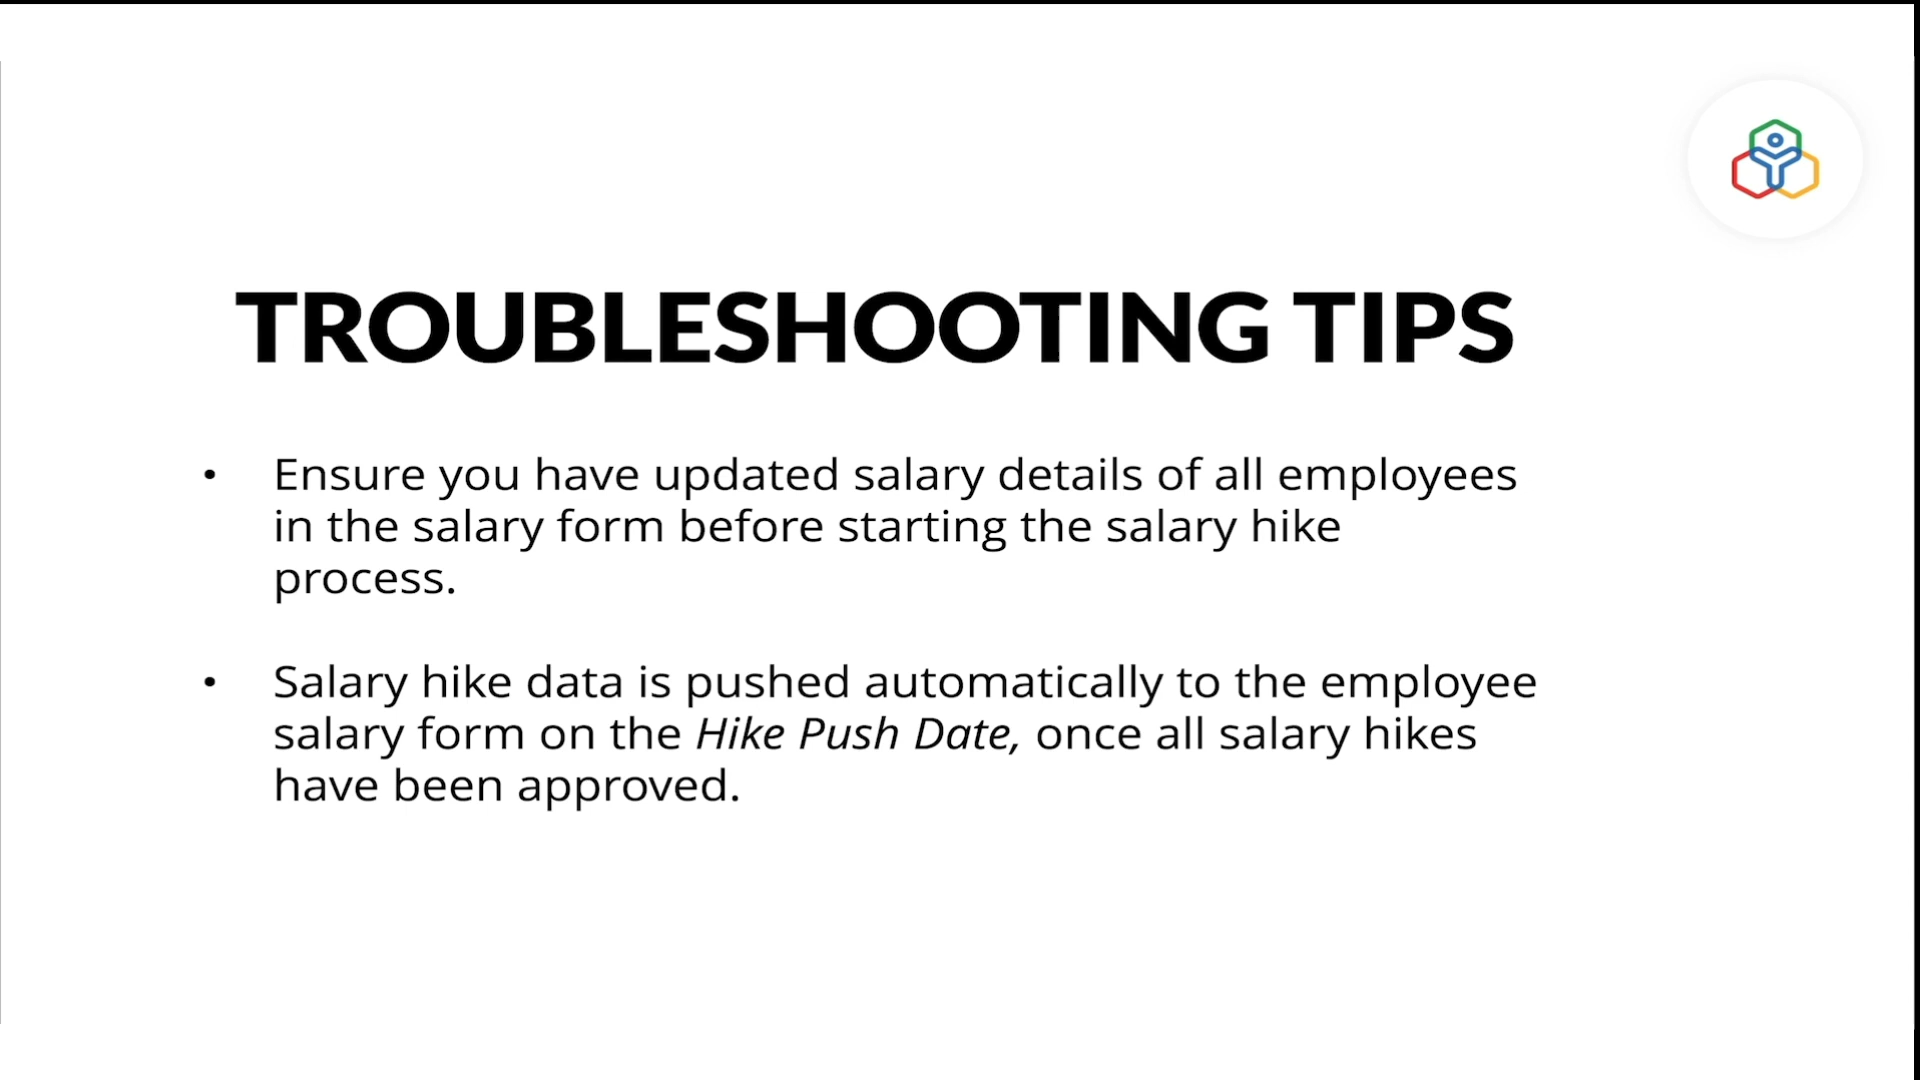 TROUBLESHOOTING TIPS
• Ensure you have updated salary details of all employees
in the salary form before starting the salary hike
process.
• Salary hike data is pushed automatically to the employee
salary form on the Hike Push Date, once all salary hikes
have been approved.